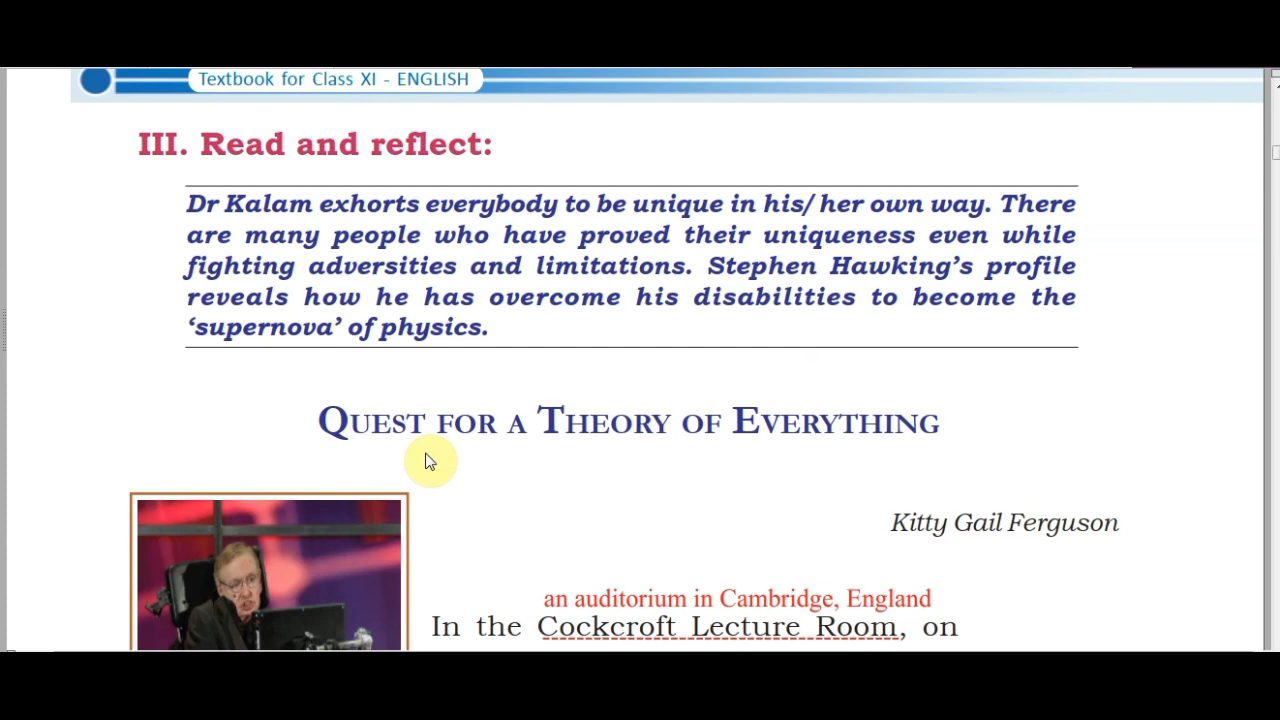 Textbook for Class XI - ENGLISH
III. Read and reflect:
Dr Kalam exhorts everybody to be unique in his/her own way. There
are many people who have proved their uniqueness even while
fighting adversities and limitations. Stephen Hawking's profile
reveals how he has overcome his disabilities to become the
'supernova' of physics.
QUEST FOR A THEORY OF EVERYTHING
Kitty Gail Ferguson
an auditorium in Cambridge, England
In the Cockcroft Lecture Room, on